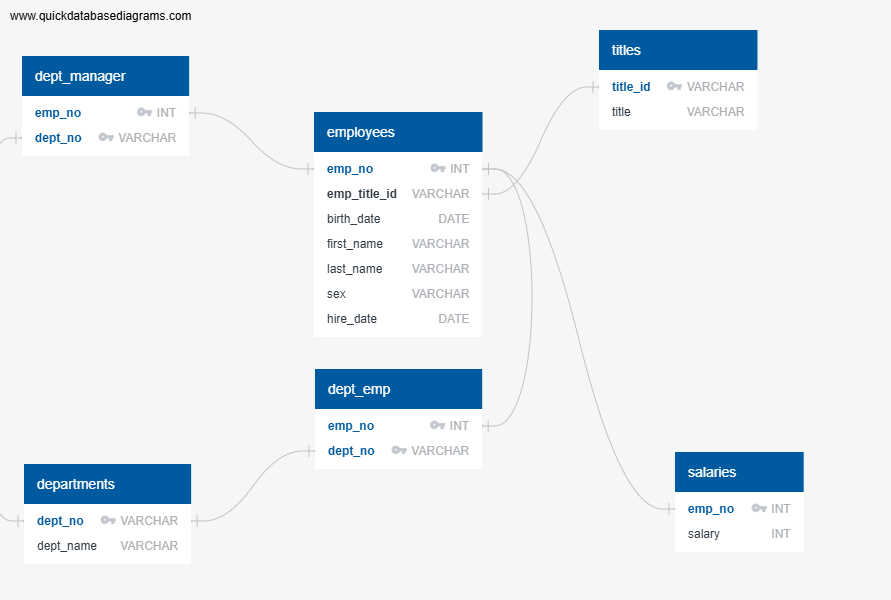 www.quickdatabasediagrams.com
dept_manager
emp_no INT
dept_no VARCHAR
employees
emp_no INT
emp_title_id VARCHAR
birth_date DATE
first_name VARCHAR
last_name VARCHAR
sex VARCHAR
hire_date DATE
titles
title_id VARCHAR
title VARCHAR
dept_emp
emp_no INT
dept_no VARCHAR
departments
dept_no VARCHAR
dept_name VARCHAR
salaries
emp_no INT
salary INT